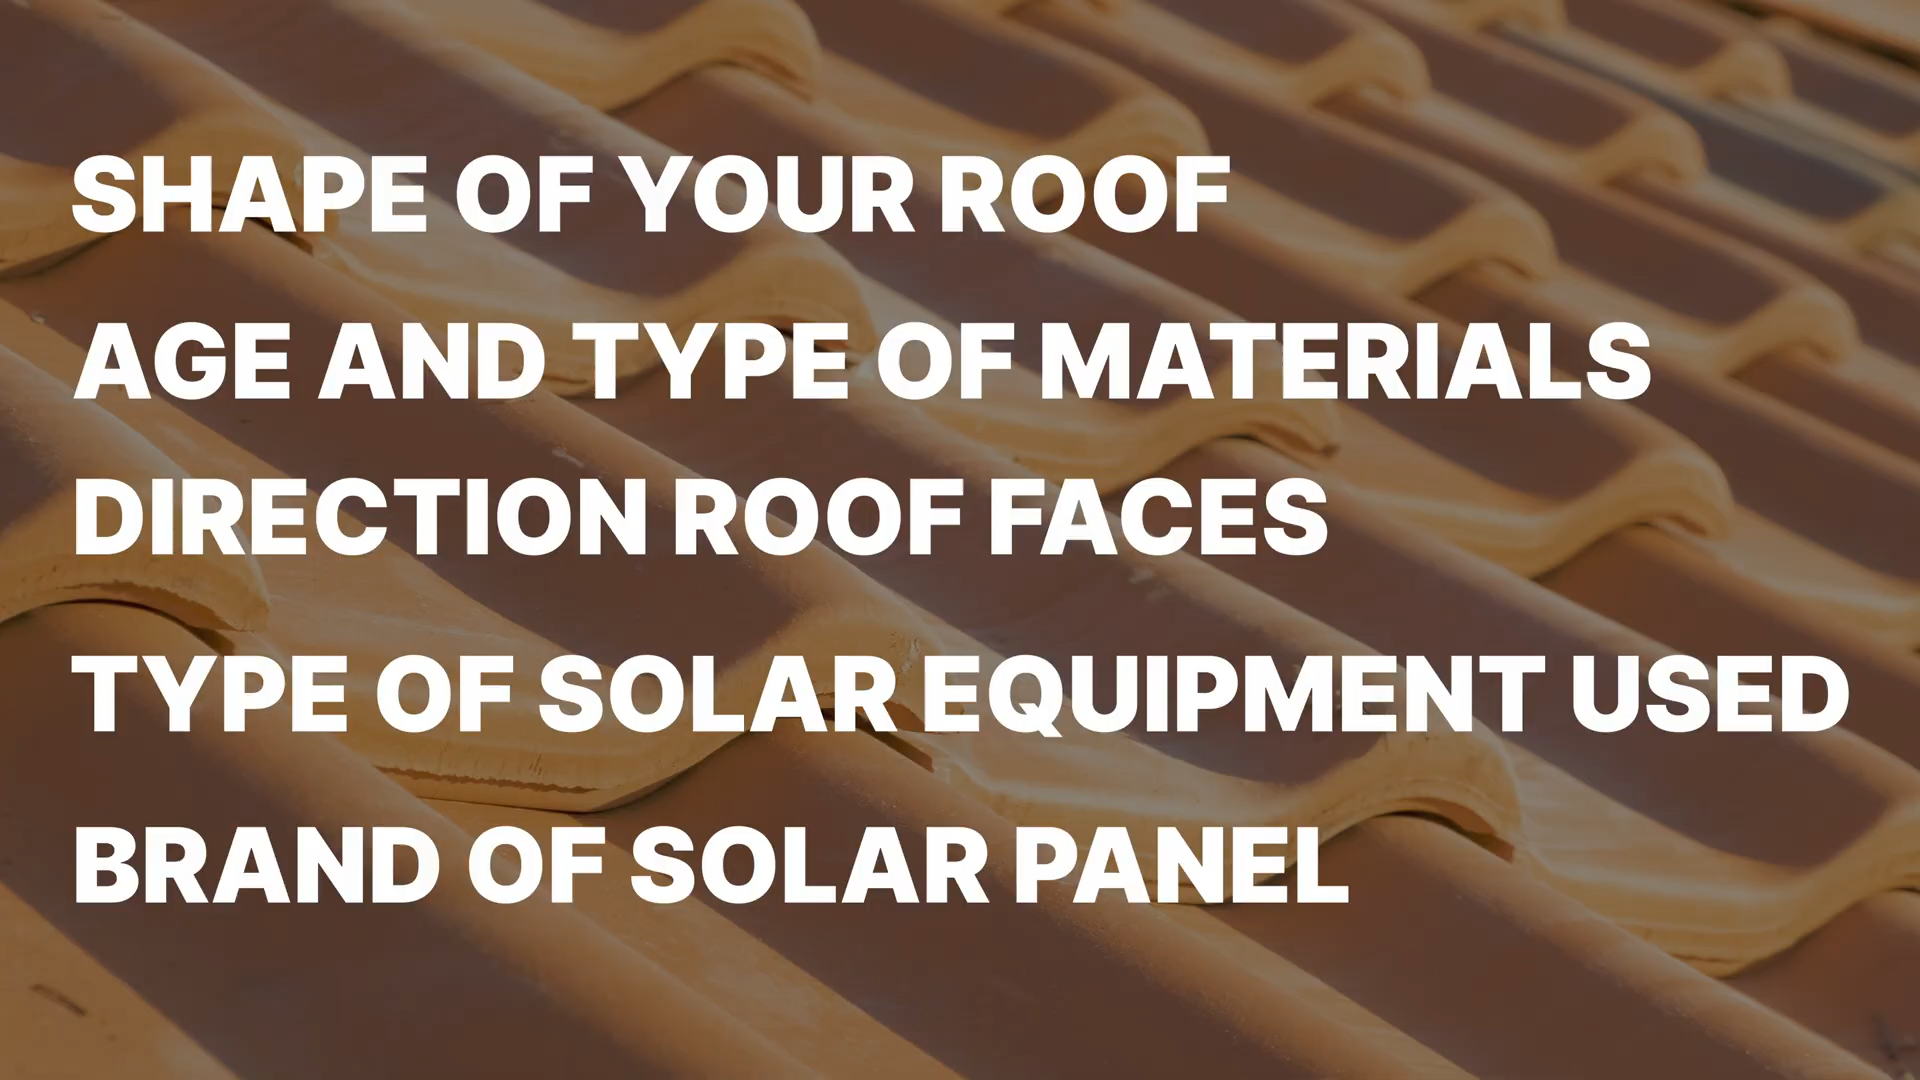 SHAPE OF YOUR ROOF
AGE AND TYPE OF MATERIALS
DIRECTION ROOF FACES
TYPE OF SOLAR EQUIPMENT USED
BRAND OF SOLAR PANEL